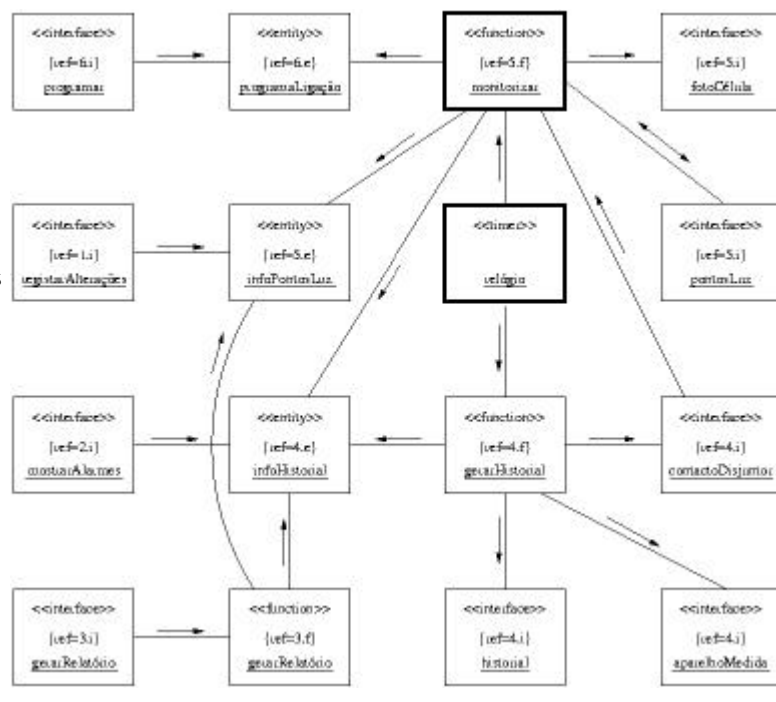 <<interface>>
{ref=6.i}
programar
<<entity>>
{ref=6.e}
programaLigação
<<function>>
{ref=5.f}
monitorizar
<<interface>>
{ref=5.i}
fotoCélula
<<interface>>
{ref=1.i}
registarAlterações
<<entity>>
{ref=5.e}
infoPontosLuz
<<timer>>
relógio
<<interface>>
{ref=5.i}
pontosLuz
<<interface>>
{ref=2.i}
mostrarAlarmes
<<entity>>
{ref=4.e}
infoHistorial
<<function>>
{ref=4.f}
gerarHistorial
<<interface>>
{ref=4.i}
contactoDisjuntor
<<interface>>
{ref=3.i}
gerarRelatório
<<function>>
{ref=3.f}
gerarRelatório
<<interface>>
{ref=4.i}
historial
<<interface>>
{ref=4.i}
aparelhoMedida